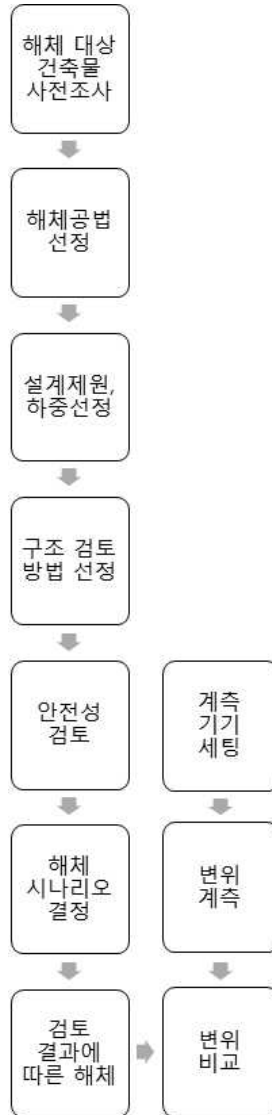 해체 대상
건축물
사전조사
해체공법
선정
설계제원,
하중선정
구조 검토
방법 선정
안전성
검토
해체
시나리오
결정
검토
결과에
따른 해체
계측
기기
세팅
변위
계측
변위
비교